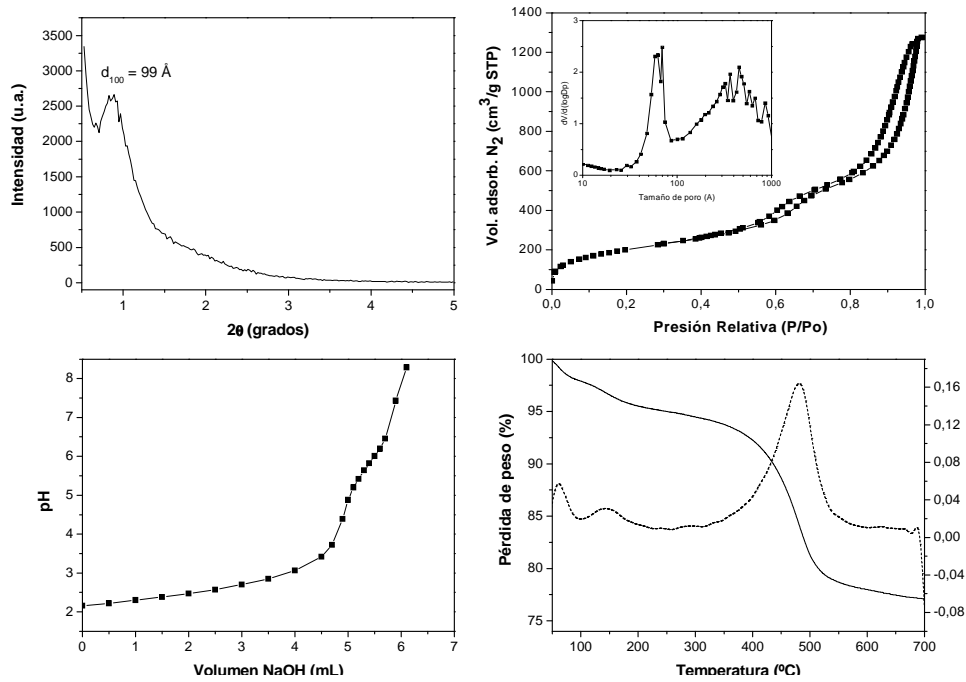 3500
3000
2500
2000
1500
1000
500
0
d100 = 99 Å
Intensidad (u.a.)
1 2 3 4 5
2θ (grados)
1400
1200
1000
800
600
400
200
0
2,5
2
1
0
dV/d(logDp)
10 100 1000
Tamaño de poro (A)
Vol. adsorb. N2 (cm3/g STP)
0,0 0,2 0,4 0,6 0,8 1,0
Presión Relativa (P/Po)
8
7
6
5
4
3
2
pH
0 1 2 3 4 5 6 7
Volumen NaOH (mL)
100
95
90
85
80
75
Pérdida de peso (%)
0,16
0,12
0,08
0,04
0,00
-0,04
-0,08
100 200 300 400 500 600 700
Temperatura (ºC)